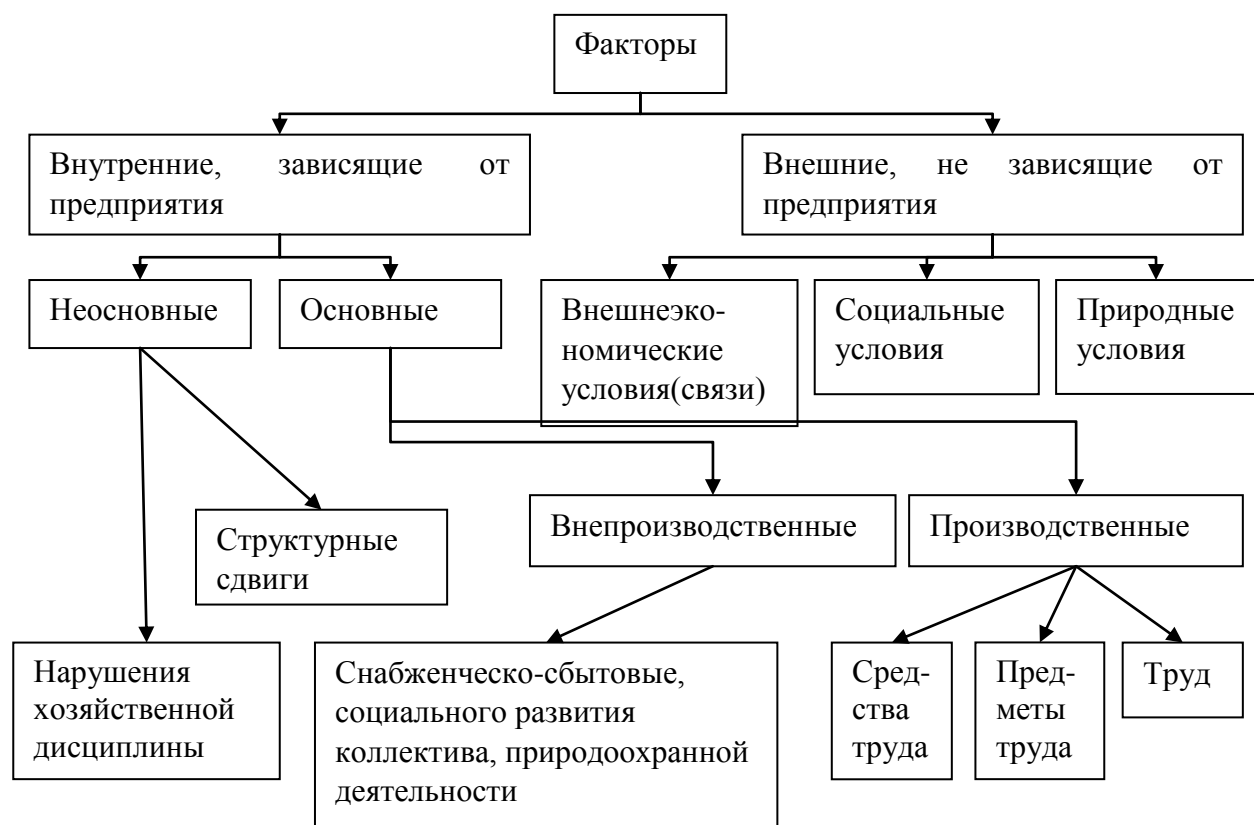 Факторы
Внутренние, зависящие от
предприятия
Внешние, не зависящие от
предприятия
Неосновные
Основные
Внешнеэко-
номические
условия(связи)
Социальные
условия
Природные
условия
Структурные
сдвиги
Внепроизводственные
Производственные
Нарушения
хозяйственной
дисциплины
Снабженческо-сбытовые,
социального развития
коллектива, природоохранной
деятельности
Сред-
ства
труда
Пред-
меты
труда
Труд